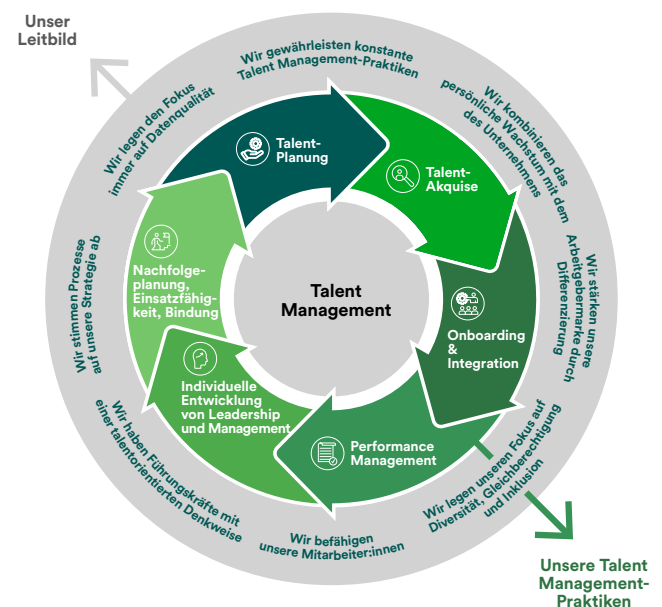 Unser
Leitbild
Wir gewährleisten konstante
Talent Management-Praktiken
Wir kombinieren das
persönliche Wachstum mit dem
des Unternehmens
Wir stärken unsere
Arbeitgebermarke durch
Differenzierung
Wir legen unseren Fokus auf
Diversität, Gleichberechtigung
und Inklusion
Wir befähigen
unsere Mitarbeiter:innen
Wir haben Führungskräfte mit
einer talentorientierten Denkweise
Wir stimmen Prozesse
auf unsere Strategie ab
Wir legen den Fokus
immer auf Datenqualität
Talent-
Planung
Talent-
Akquise
Onboarding
&
Integration
Performance
Management
Individuelle
Entwicklung
von Leadership
und Management
Nachfolge-
planung,
Einsatzfähig-
keit, Bindung
Talent
Management
Unsere Talent
Management-
Praktiken